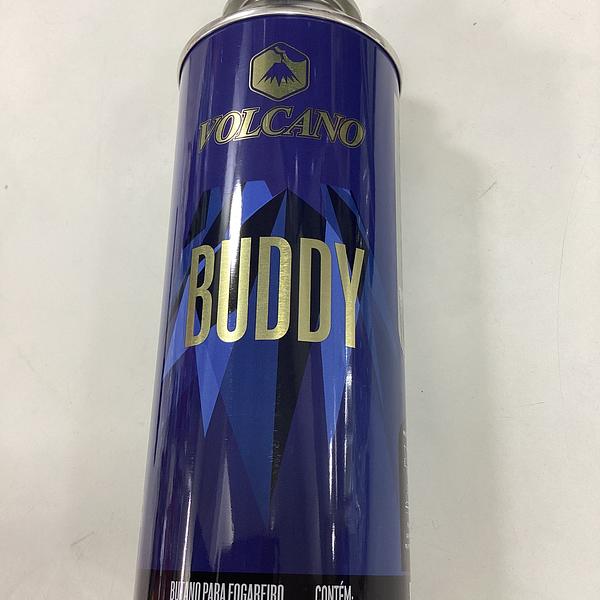 VOLCANO
BUDDY
BUTANO PARA FOGAREIRO CONTÉM: